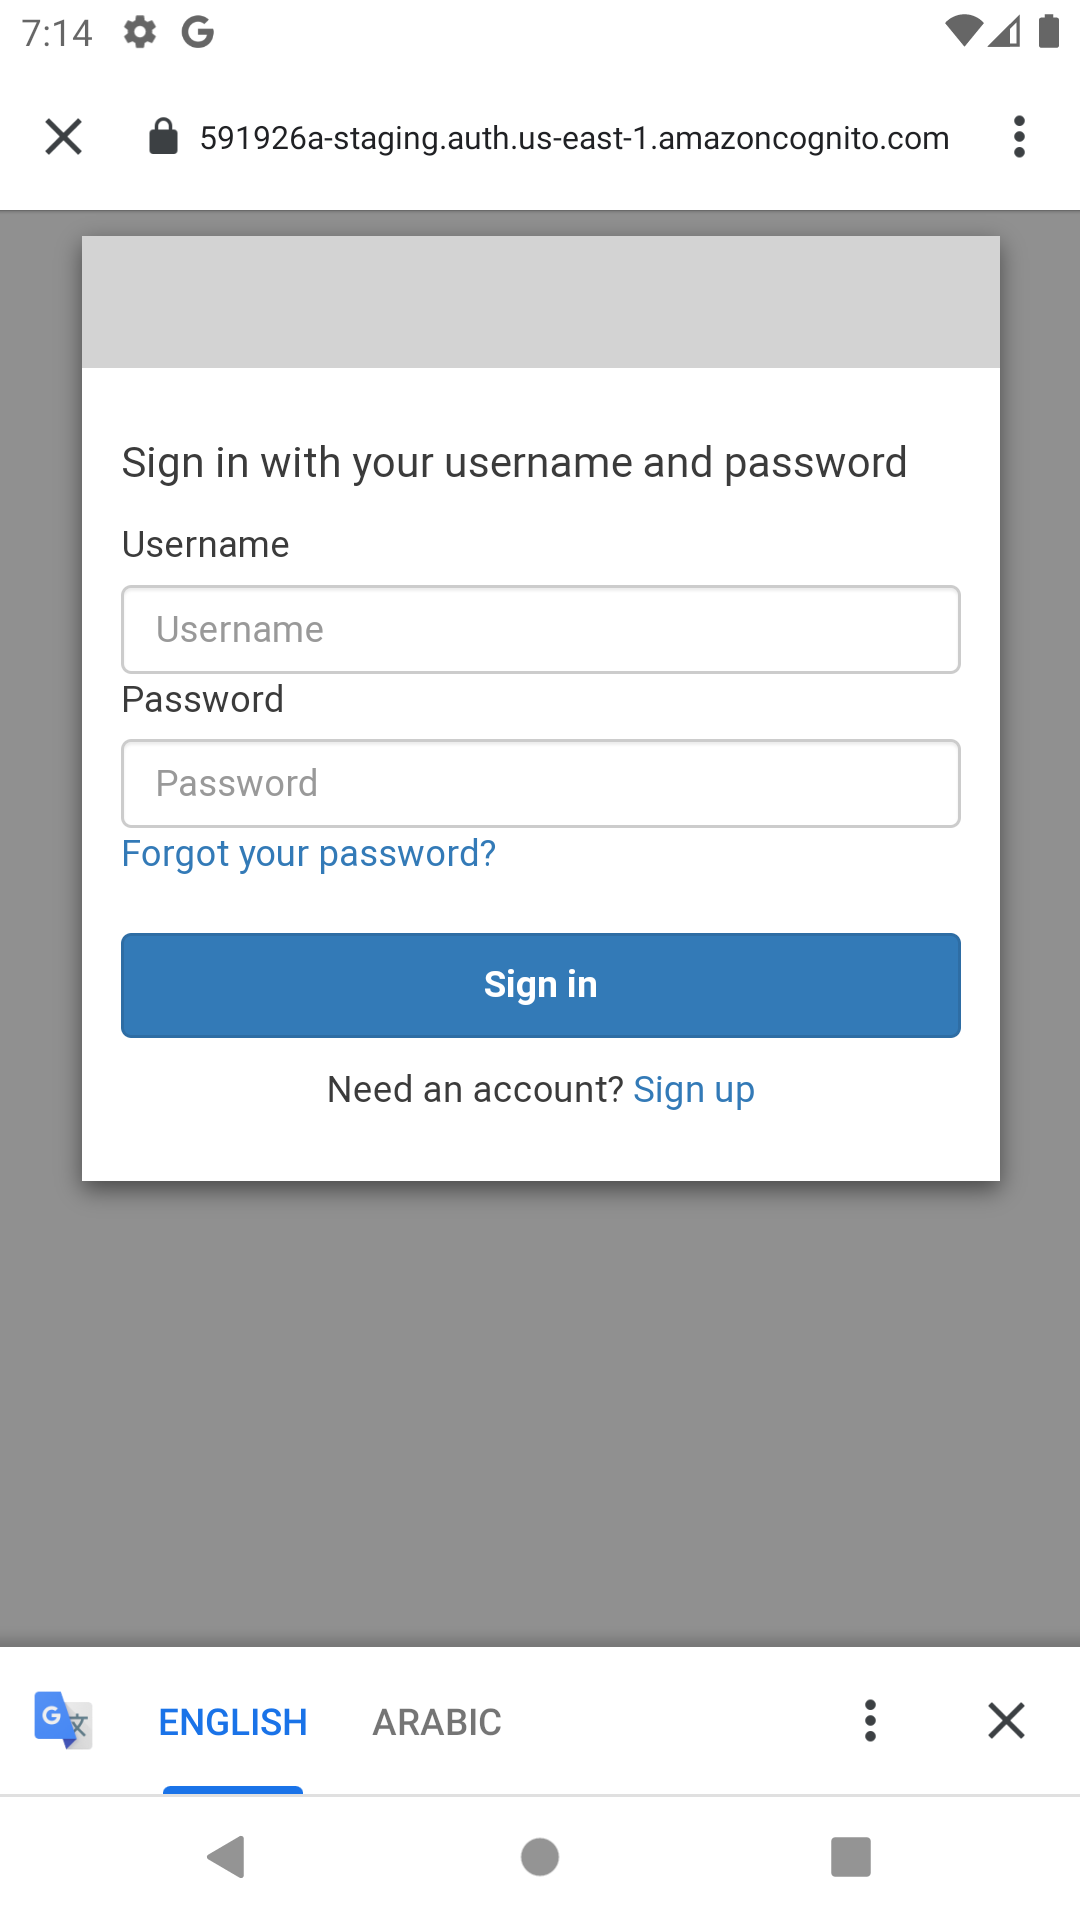 7:14
591926a-staging.auth.us-east-1.amazoncognito.com
Sign in with your username and password
Username
Username
Password
Password
Forgot your password?
Sign in
Need an account? Sign up
G 文 ENGLISH ARABIC